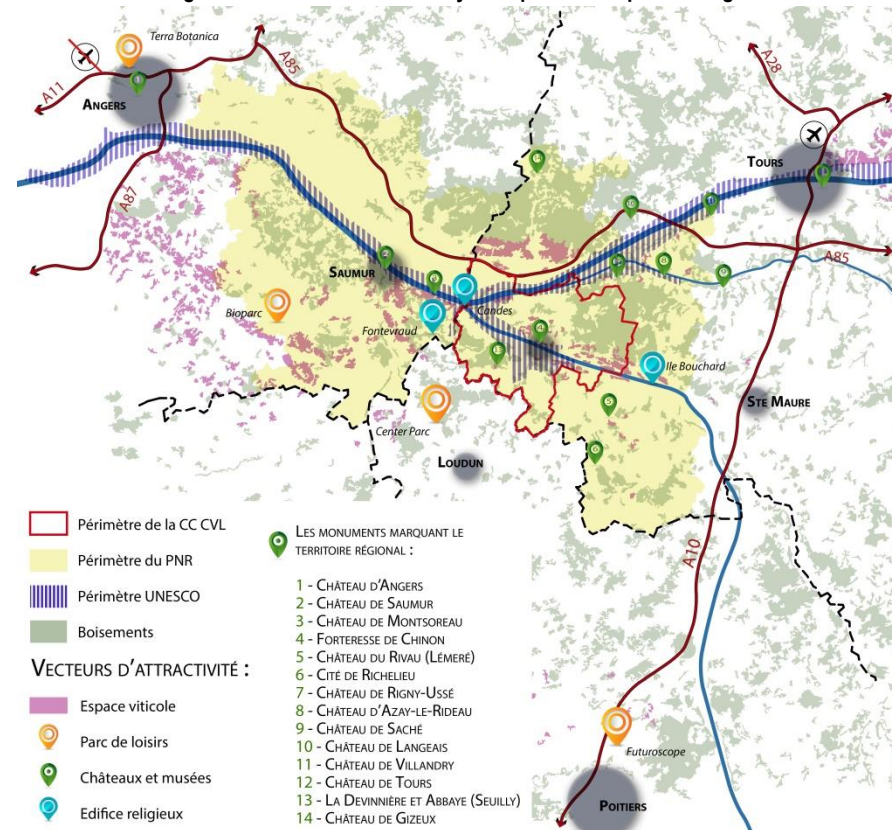 Terra Botanica
A11
A85
A28
ANGERS
TOURS
A87
A85
SAUMUR
Bioparc
Candes
Fontevraud
Ile Bouchard
STE MAURE
Center Parc
LOUDUN
A10
Futuroscope
POITIERS
Périmètre de la CC CVL
Périmètre du PNR
Périmètre UNESCO
Boisements
VECTEURS D'ATTRACTIVITÉ :
Espace viticole
Parc de loisirs
Châteaux et musées
Edifice religieux
LES MONUMENTS MARQUANT LE
TERRITOIRE RÉGIONAL :
1 - CHÂTEAU D'ANGERS
2 - CHÂTEAU DE SAUMUR
3 - CHÂTEAU DE MONTSOREAU
4 - FORTERESSE DE CHINON
5 - CHÂTEAU DU RIVAU (LÉMERÉ)
6 - CITÉ DE RICHELIEU
7 - CHÂTEAU DE RIGNY-USSÉ
8 - CHÂTEAU D'AZAY-LE-RIDEAU
9 - CHÂTEAU DE SACHÉ
10 - CHÂTEAU DE LANGEAIS
11 - CHÂTEAU DE VILLANDRY
12 - CHÂTEAU DE TOURS
13 - LA DEVINNIÈRE ET ABBAYE (SEUILLY)
14 - CHÂTEAU DE GIZEUX